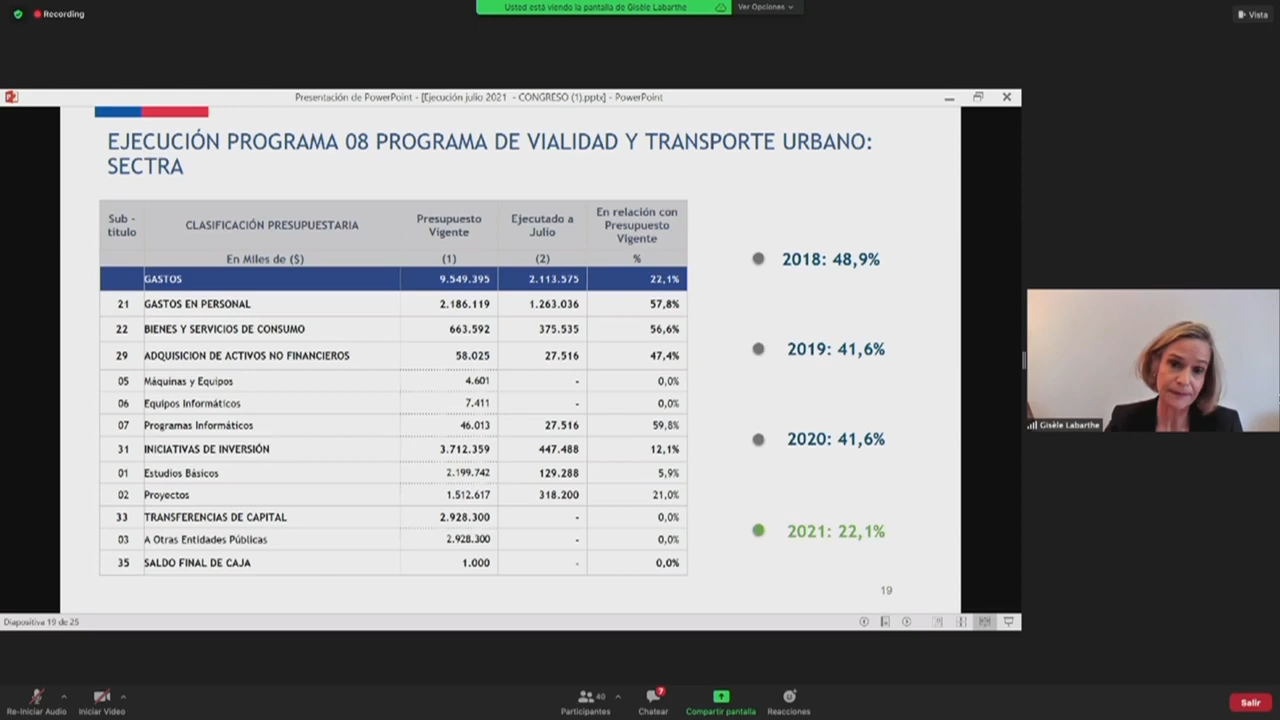 Recording
Usted está viendo la pantalla de Gisèle Labarthe
Ver Opciones
Vista
Presentación de PowerPoint - [Ejecución julio 2021 - CONGRESO (1).pptx] - PowerPoint
EJECUCIÓN PROGRAMA 08 PROGRAMA DE VIALIDAD Y TRANSPORTE URBANO:
SECTRA
Sub - titulo CLASIFICACIÓN PRESUPUESTARIA Presupuesto Vigente Ejecutado a Julio En relación con Presupuesto Vigente
En Miles de ($) (1) (2) %
GASTOS 9.549.395 2.113.575 22,1%
21 GASTOS EN PERSONAL 2.186.119 1.263.036 57,8%
22 BIENES Y SERVICIOS DE CONSUMO 663.592 375.535 56,6%
29 ADQUISICION DE ACTIVOS NO FINANCIEROS 58.025 27.516 47,4%
05 Máquinas y Equipos 4.601 - 0,0%
06 Equipos Informáticos 7.411 - 0,0%
07 Programas Informáticos 46.013 27.516 59,8%
31 INICIATIVAS DE INVERSIÓN 3.712.359 447.488 12,1%
01 Estudios Básicos 2.199.742 129.288 5,9%
02 Proyectos 1.512.617 318.200 21,0%
33 TRANSFERENCIAS DE CAPITAL 2.928.300 - 0,0%
03 A Otras Entidades Públicas 2.928.300 - 0,0%
35 SALDO FINAL DE CAJA 1.000 - 0,0%
2018: 48,9%
2019: 41,6%
2020: 41,6%
2021: 22,1%
19
Gisèle Labarthe
Diapositiva 19 de 25
Re-Iniciar Audio
Iniciar Video
40
Participantes
7
Chatear
Compartir pantalla
Reacciones
Salir